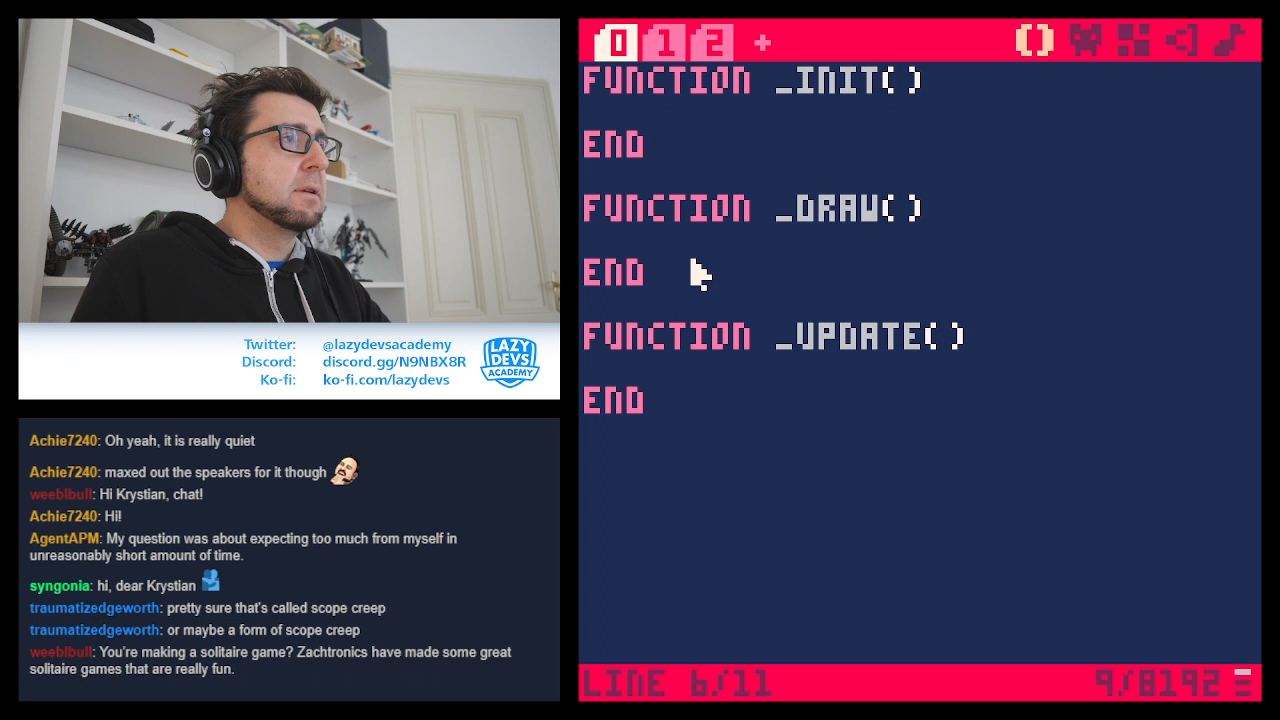 0 1 2 +
FUNCTION _INIT()
END
FUNCTION _DRAW()
END
FUNCTION _UPDATE()
END
LINE 6/11 9/8192
Twitter: @lazydevsacademy
Discord: discord.gg/N9NBX8R
Ko-fi: ko-fi.com/lazydevs
LAZY
DEVS
ACADEMY
Achie7240: Oh yeah, it is really quiet
Achie7240: maxed out the speakers for it though
weeblbull: Hi Krystian, chat!
Achie7240: Hi!
AgentAPM: My question was about expecting too much from myself in
unreasonably short amount of time.
syngonia: hi, dear Krystian
traumatizedgeworth: pretty sure that's called scope creep
traumatizedgeworth: or maybe a form of scope creep
weeblbull: You're making a solitaire game? Zachtronics have made some great
solitaire games that are really fun.